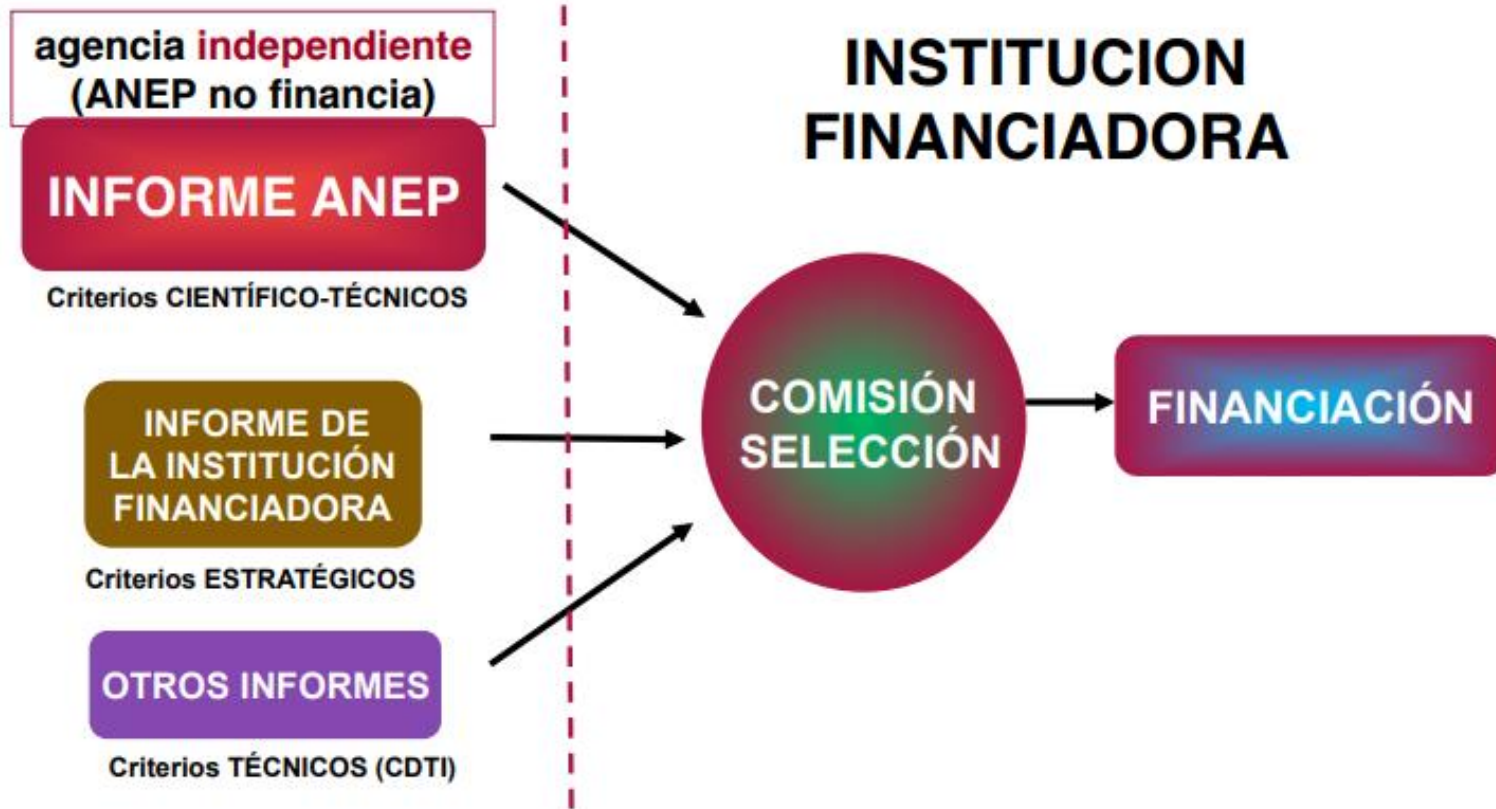 agencia independiente
(ANEP no financia)
INFORME ANEP
Criterios CIENTÍFICO-TÉCNICOS
INFORME DE
LA INSTITUCIÓN
FINANCIADORA
Criterios ESTRATÉGICOS
OTROS INFORMES
Criterios TÉCNICOS (CDTI)
INSTITUCION
FINANCIADORA
COMISIÓN
SELECCIÓN
FINANCIACIÓN